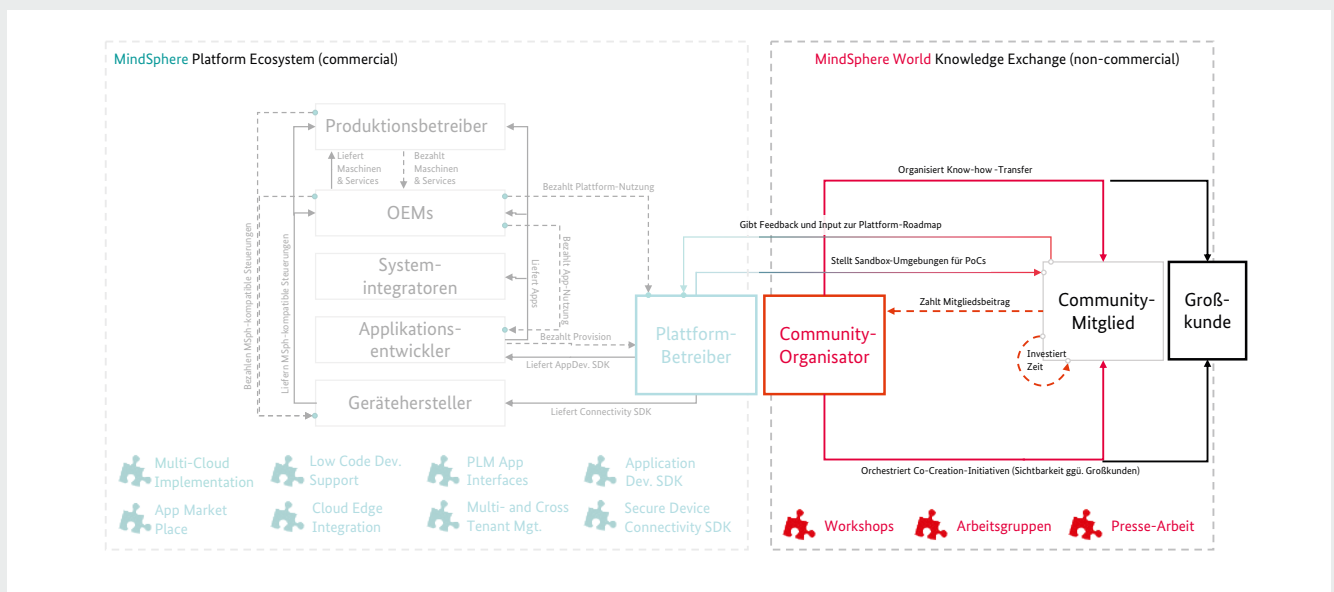 MindSphere Platform Ecosystem (commercial)
MindSphere World Knowledge Exchange (non-commercial)
Produktionsbetreiber
Liefert
Maschinen
& Services
Bezahlt
Maschinen
& Services
OEMs
Bezahlt Plattform-Nutzung
Bezahlt App-Nutzung
Liefert Apps
Bezahlen MSph-kompatible Steuerungen
Liefern MSph-kompatible Steuerungen
System-
integratoren
Applikations-
entwickler
Bezahlt Provision
Liefert AppDev. SDK
Gerätehersteller
Liefert Connectivity SDK
Plattform-
Betreiber
Community-
Organisator
Organisiert Know-how -Transfer
Gibt Feedback und Input zur Plattform-Roadmap
Stellt Sandbox-Umgebungen für PoCs
Zahlt Mitgliedsbeitrag
Investiert
Zeit
Community-
Mitglied
Groß-
kunde
Orchestriert Co-Creation-Initiativen (Sichtbarkeit ggü. Großkunden)
Multi-Cloud
Implementation
Low Code Dev.
Support
PLM App
Interfaces
Application
Dev. SDK
App Market
Place
Cloud Edge
Integration
Multi- and Cross
Tenant Mgt.
Secure Device
Connectivity SDK
Workshops
Arbeitsgruppen
Presse-Arbeit